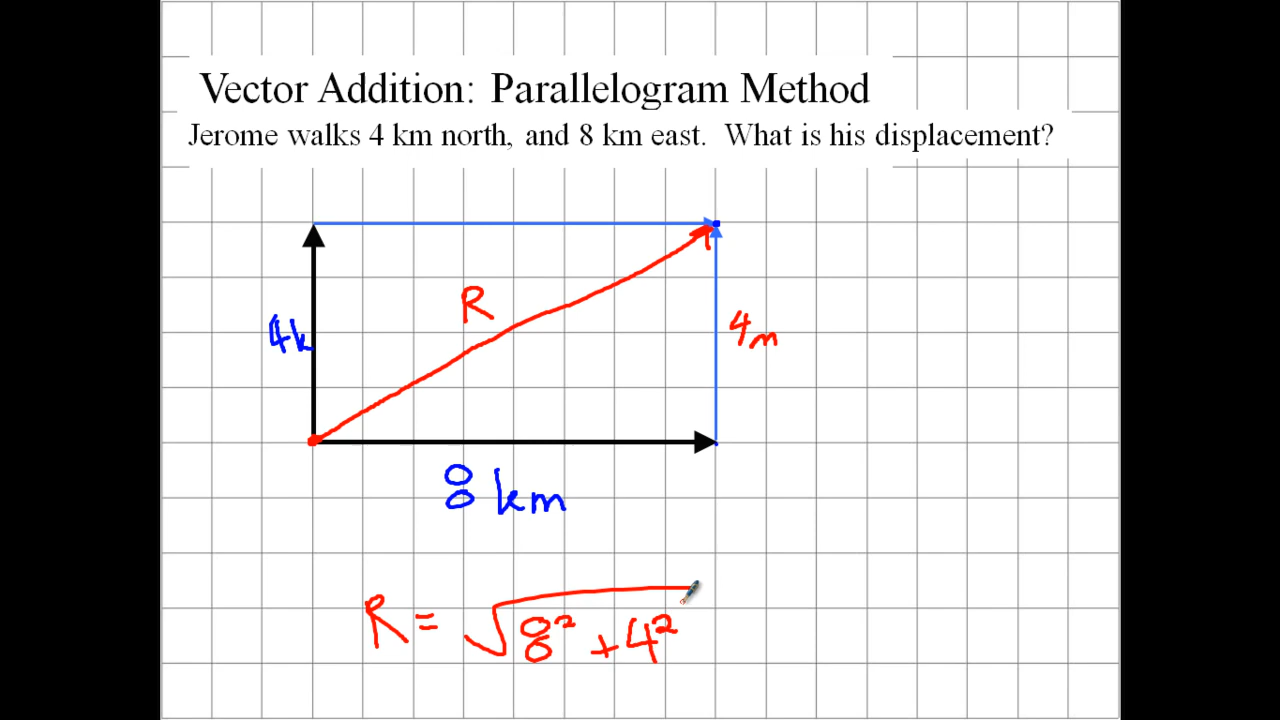 Vector Addition: Parallelogram Method
Jerome walks 4 km north, and 8 km east. What is his displacement?
R
4k
4m
8 km
R = √8² + 4²